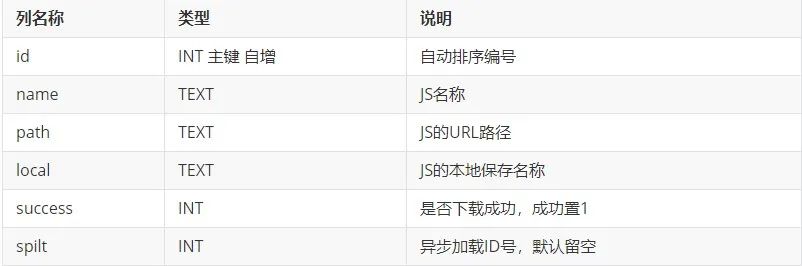 列名称 类型 说明
id INT 主键 自增 自动排序编号
name TEXT JS名称
path TEXT JS的URL路径
local TEXT JS的本地保存名称
success INT 是否下载成功，成功置1
spilt INT 异步加载ID号，默认留空